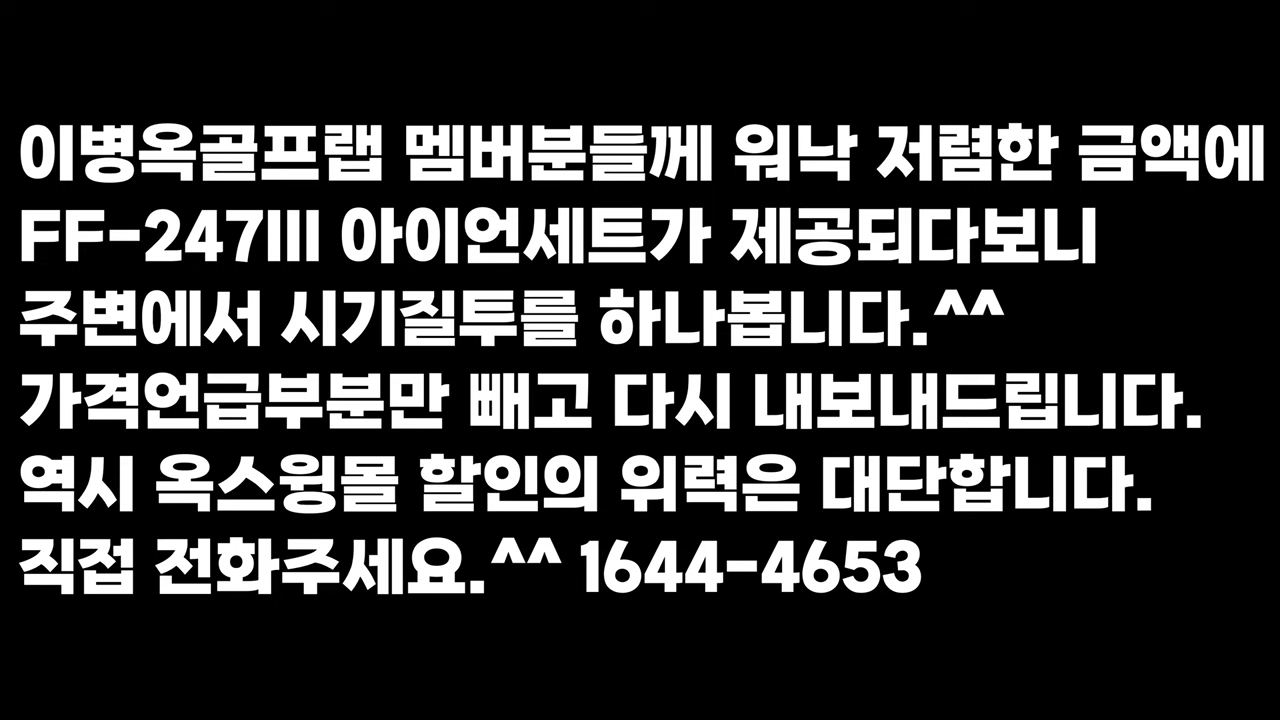 이병옥골프랩 멤버분들께 워낙 저렴한 금액에
FF-247III 아이언세트가 제공되다보니
주변에서 시기질투를 하나봅니다.^^
가격언급부분만 빼고 다시 내보내드립니다.
역시 옥스윙몰 할인의 위력은 대단합니다.
직접 전화주세요.^^ 1644-4653